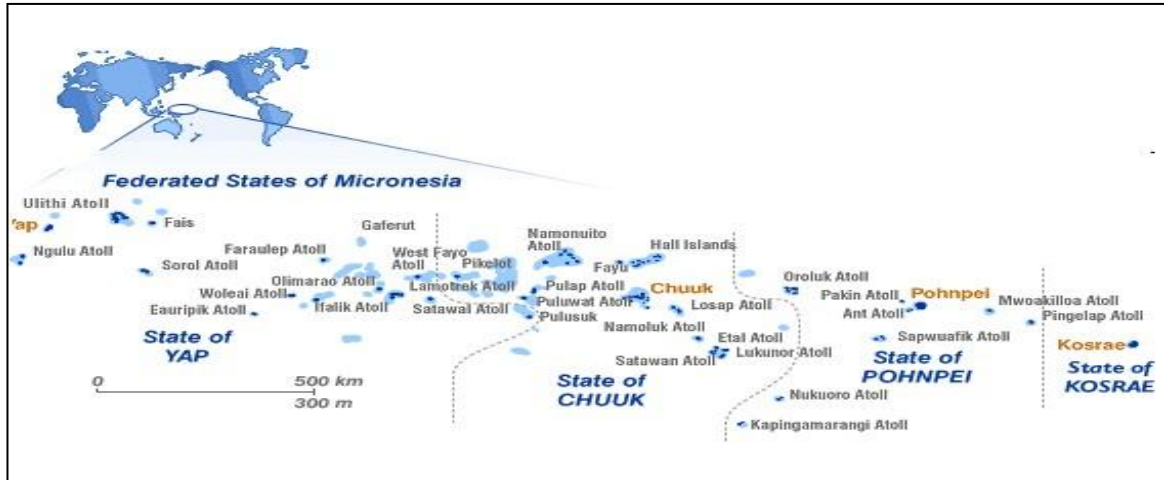 Federated States of Micronesia
Ulithi Atoll
Yap
Fais
Gaferut
Ngulu Atoll
Sorol Atoll
Faraulep Atoll
West Fayo
Atoll
Pikelot
Namonuito
Atoll
Hall Islands
Fayu
Olimarao Atoll
Lamotrek Atoll
Pulap Atoll
Chuuk
Oroluk Atoll
Woleai Atoll
Ifalik Atoll
Satawal Atoll
Puluwat Atoll
Losap Atoll
Pakin Atoll
Pohnpei
Mwoakilloa Atoll
Eauripik Atoll
Pulusuk
Namoluk Atoll
Ant Atoll
Pingelap Atoll
Etal Atoll
Sapwuafik Atoll
Kosrae
Satawan Atoll
Lukunor Atoll
State of
YAP
State of
CHUUK
State of
POHNPEI
State of
KOSRAE
0 500 km
300 m
Nukuoro Atoll
Kapingamarangi Atoll